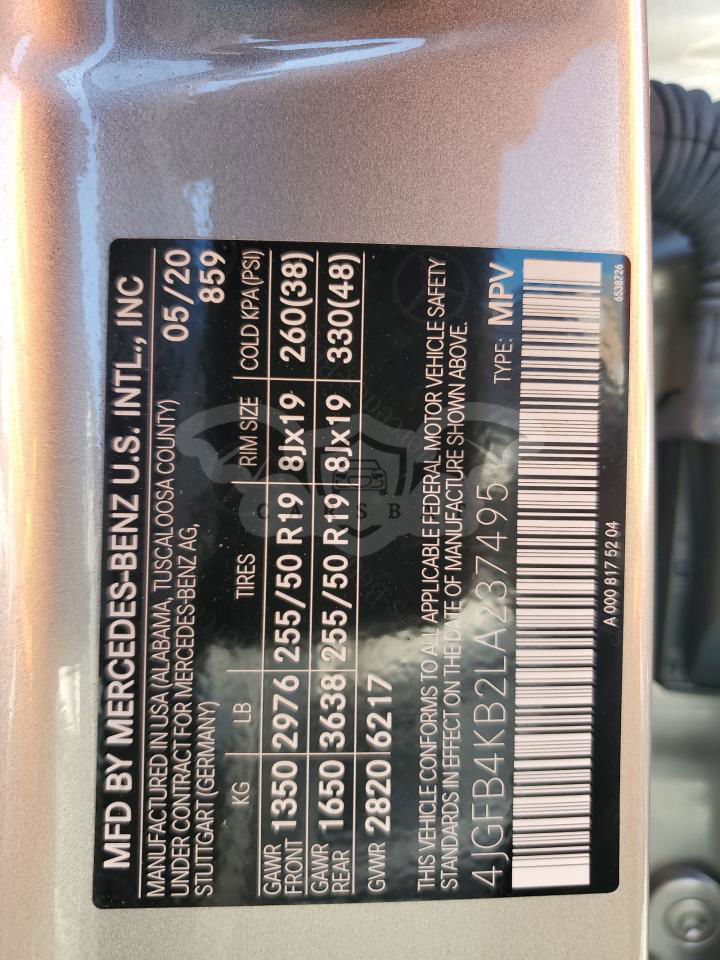 MFD BY MERCEDES-BENZ U.S. INTL., INC
MANUFACTURED IN USA (ALABAMA, TUSCALOOSA COUNTY) 05/20
UNDER CONTRACT FOR MERCEDES-BENZ AG, 859
STUTTGART (GERMANY)
KG LB TIRES RIM SIZE COLD KPA (PSI)
GAWR FRONT 1350 2976 255/50 R19 8Jx19 260(38)
GAWR REAR 1650 3638 255/50 R19 8Jx19 330(48)
GVWR 2820 6217
THIS VEHICLE CONFORMS TO ALL APPLICABLE FEDERAL MOTOR VEHICLE SAFETY
STANDARDS IN EFFECT ON THE DATE OF MANUFACTURE SHOWN ABOVE.
4JGFB4KB2LA237495 TYPE: MPV
A 000 817 52 04 6538726